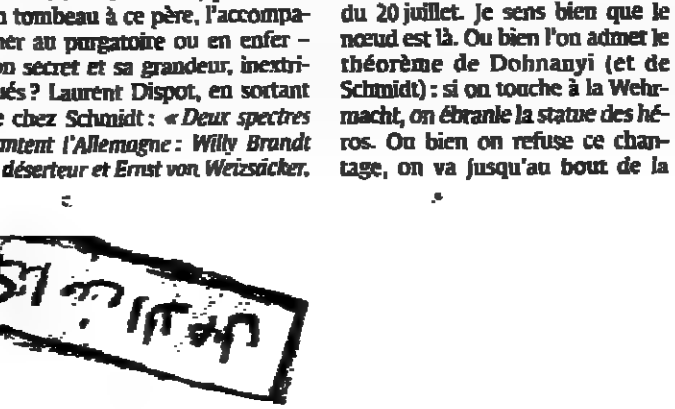 n tombeau à ce père, l'accompa-
ner au purgatoire ou en enfer –
on secret et sa grandeur, inextri-
ués ? Laurent Dispot, en sortant
e chez Schmidt : « Deux spectres
antent l'Allemagne : Willy Brandt
déserteur et Ernst von Weizsäcker,
du 20 juillet. Je sens bien que le
nœud est là. Ou bien l'on admet le
théorème de Dohnanyi (et de
Schmidt) : si on touche à la Wehr-
macht, on ébranle la statue des hé-
ros. Ou bien on refuse ce chan-
tage, on va jusqu'au bout de la